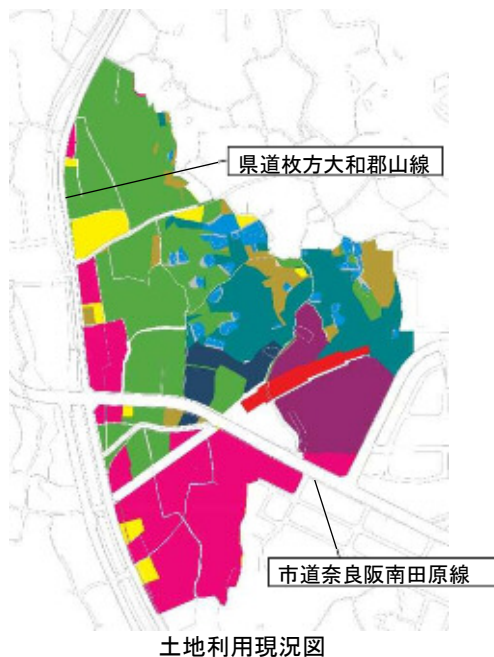 県道枚方大和郡山線
市道奈良阪南田原線
土地利用現況図